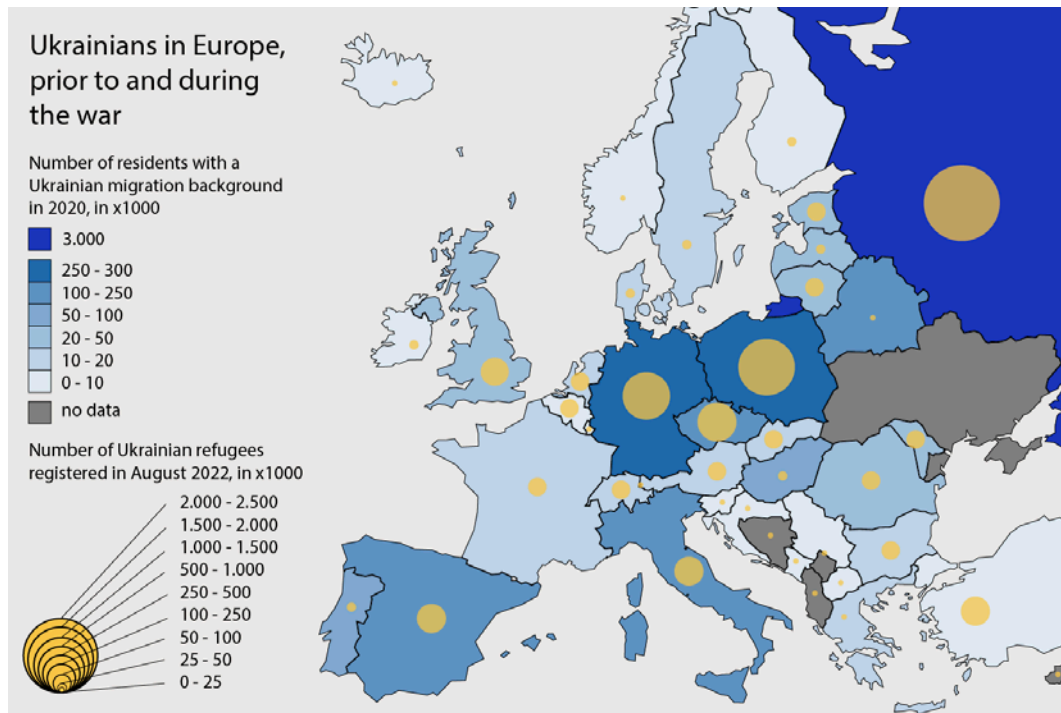 Ukrainians in Europe,
prior to and during
the war
Number of residents with a
Ukrainian migration background
in 2020, in x1000
3.000
250 - 300
100 - 250
50 - 100
20 - 50
10 - 20
0 - 10
no data
Number of Ukrainian refugees
registered in August 2022, in x1000
2.000 - 2.500
1.500 - 2.000
1.000 - 1.500
500 - 1.000
250 - 500
100 - 250
50 - 100
25 - 50
0 - 25